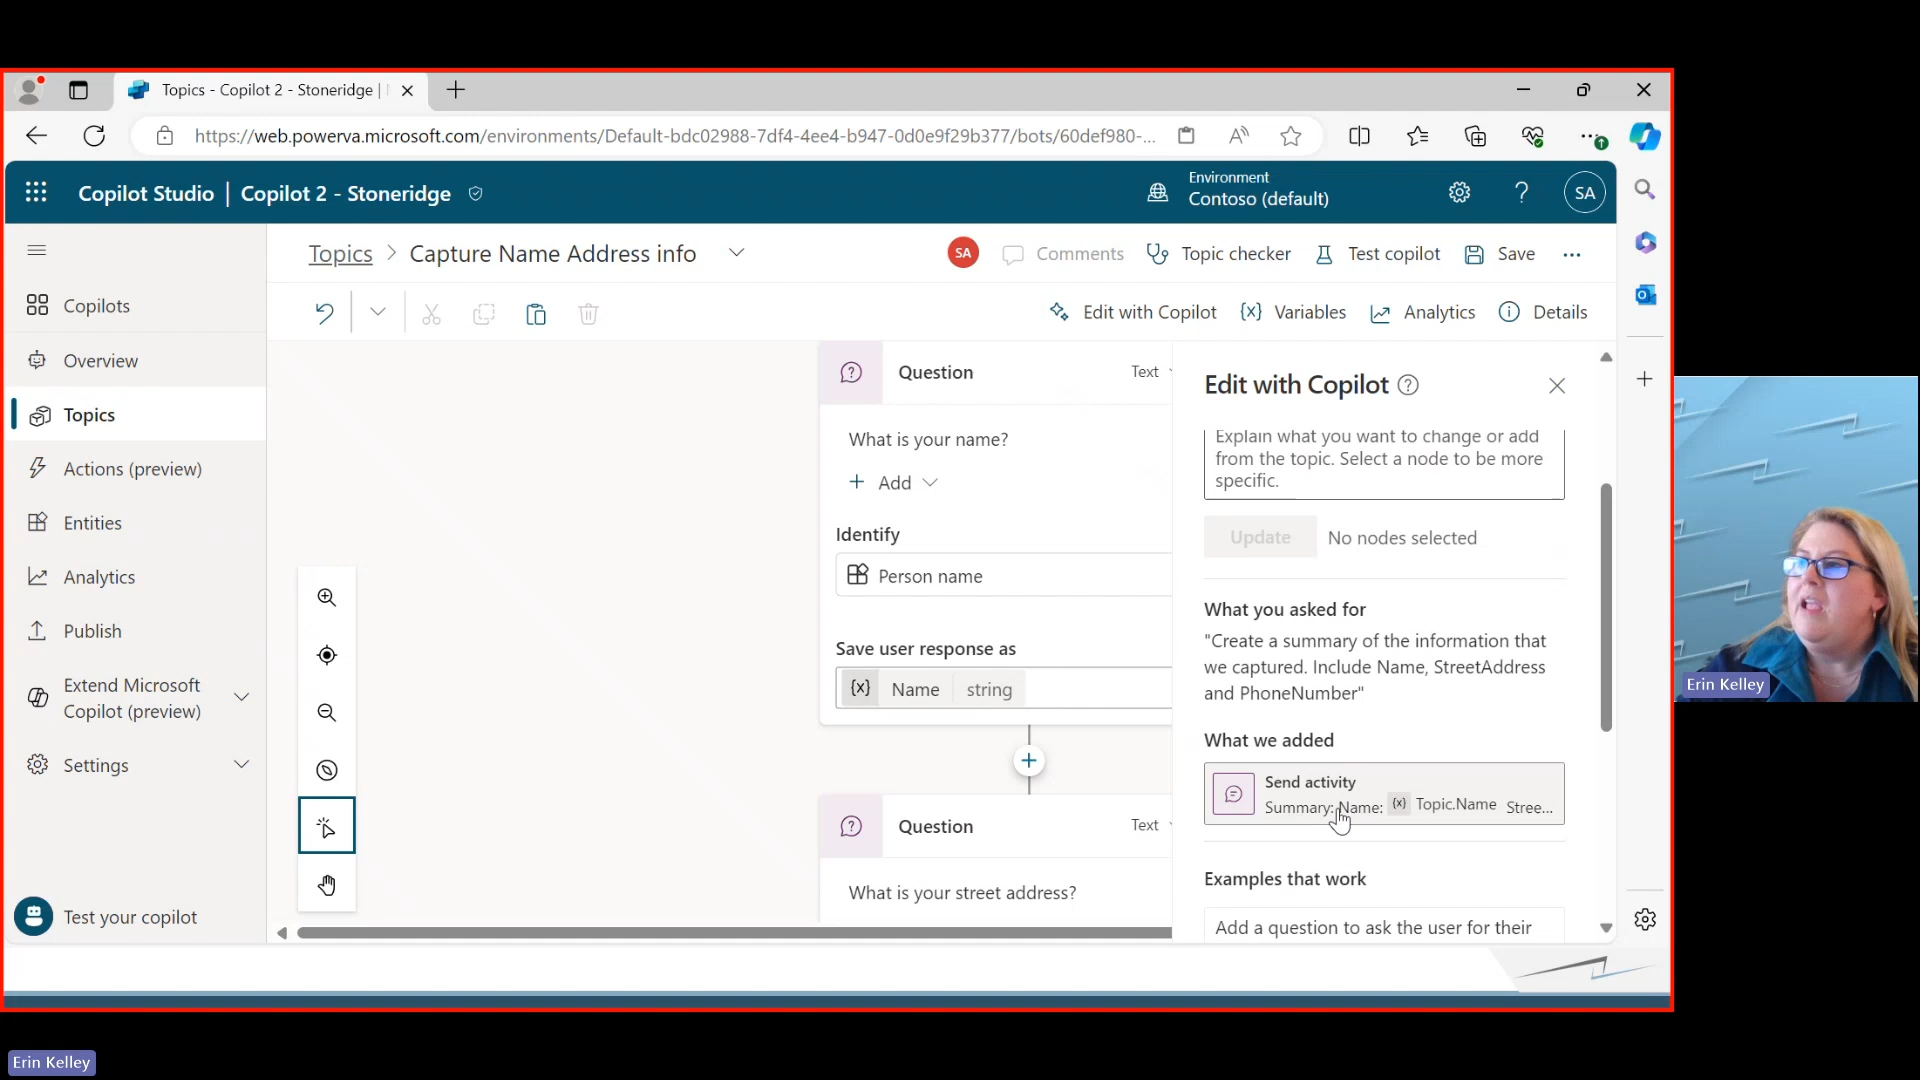 Topics - Copilot 2 - Stoneridge |
https://web.powerva.microsoft.com/environments/Default-bdc02988-7df4-4ee4-b947-0d0e9f29b377/bots/60def980-...
Copilot Studio | Copilot 2 - Stoneridge
Environment
Contoso (default)
SA
Topics > Capture Name Address info
SA
Comments
Topic checker
Test copilot
Save
...
Edit with Copilot
{x} Variables
Analytics
Details
Copilots
Overview
Topics
Actions (preview)
Entities
Analytics
Publish
Extend Microsoft
Copilot (preview)
Settings
Test your copilot
Question
Text
What is your name?
+ Add
Identify
Person name
Save user response as
{x} Name string
Question
Text
What is your street address?
Edit with Copilot
Explain what you want to change or add
from the topic. Select a node to be more
specific.
Update
No nodes selected
What you asked for
"Create a summary of the information that
we captured. Include Name, StreetAddress
and PhoneNumber"
What we added
Send activity
Summary: Name: {x} Topic.Name Stree...
Examples that work
Add a question to ask the user for their
Erin Kelley
Erin Kelley